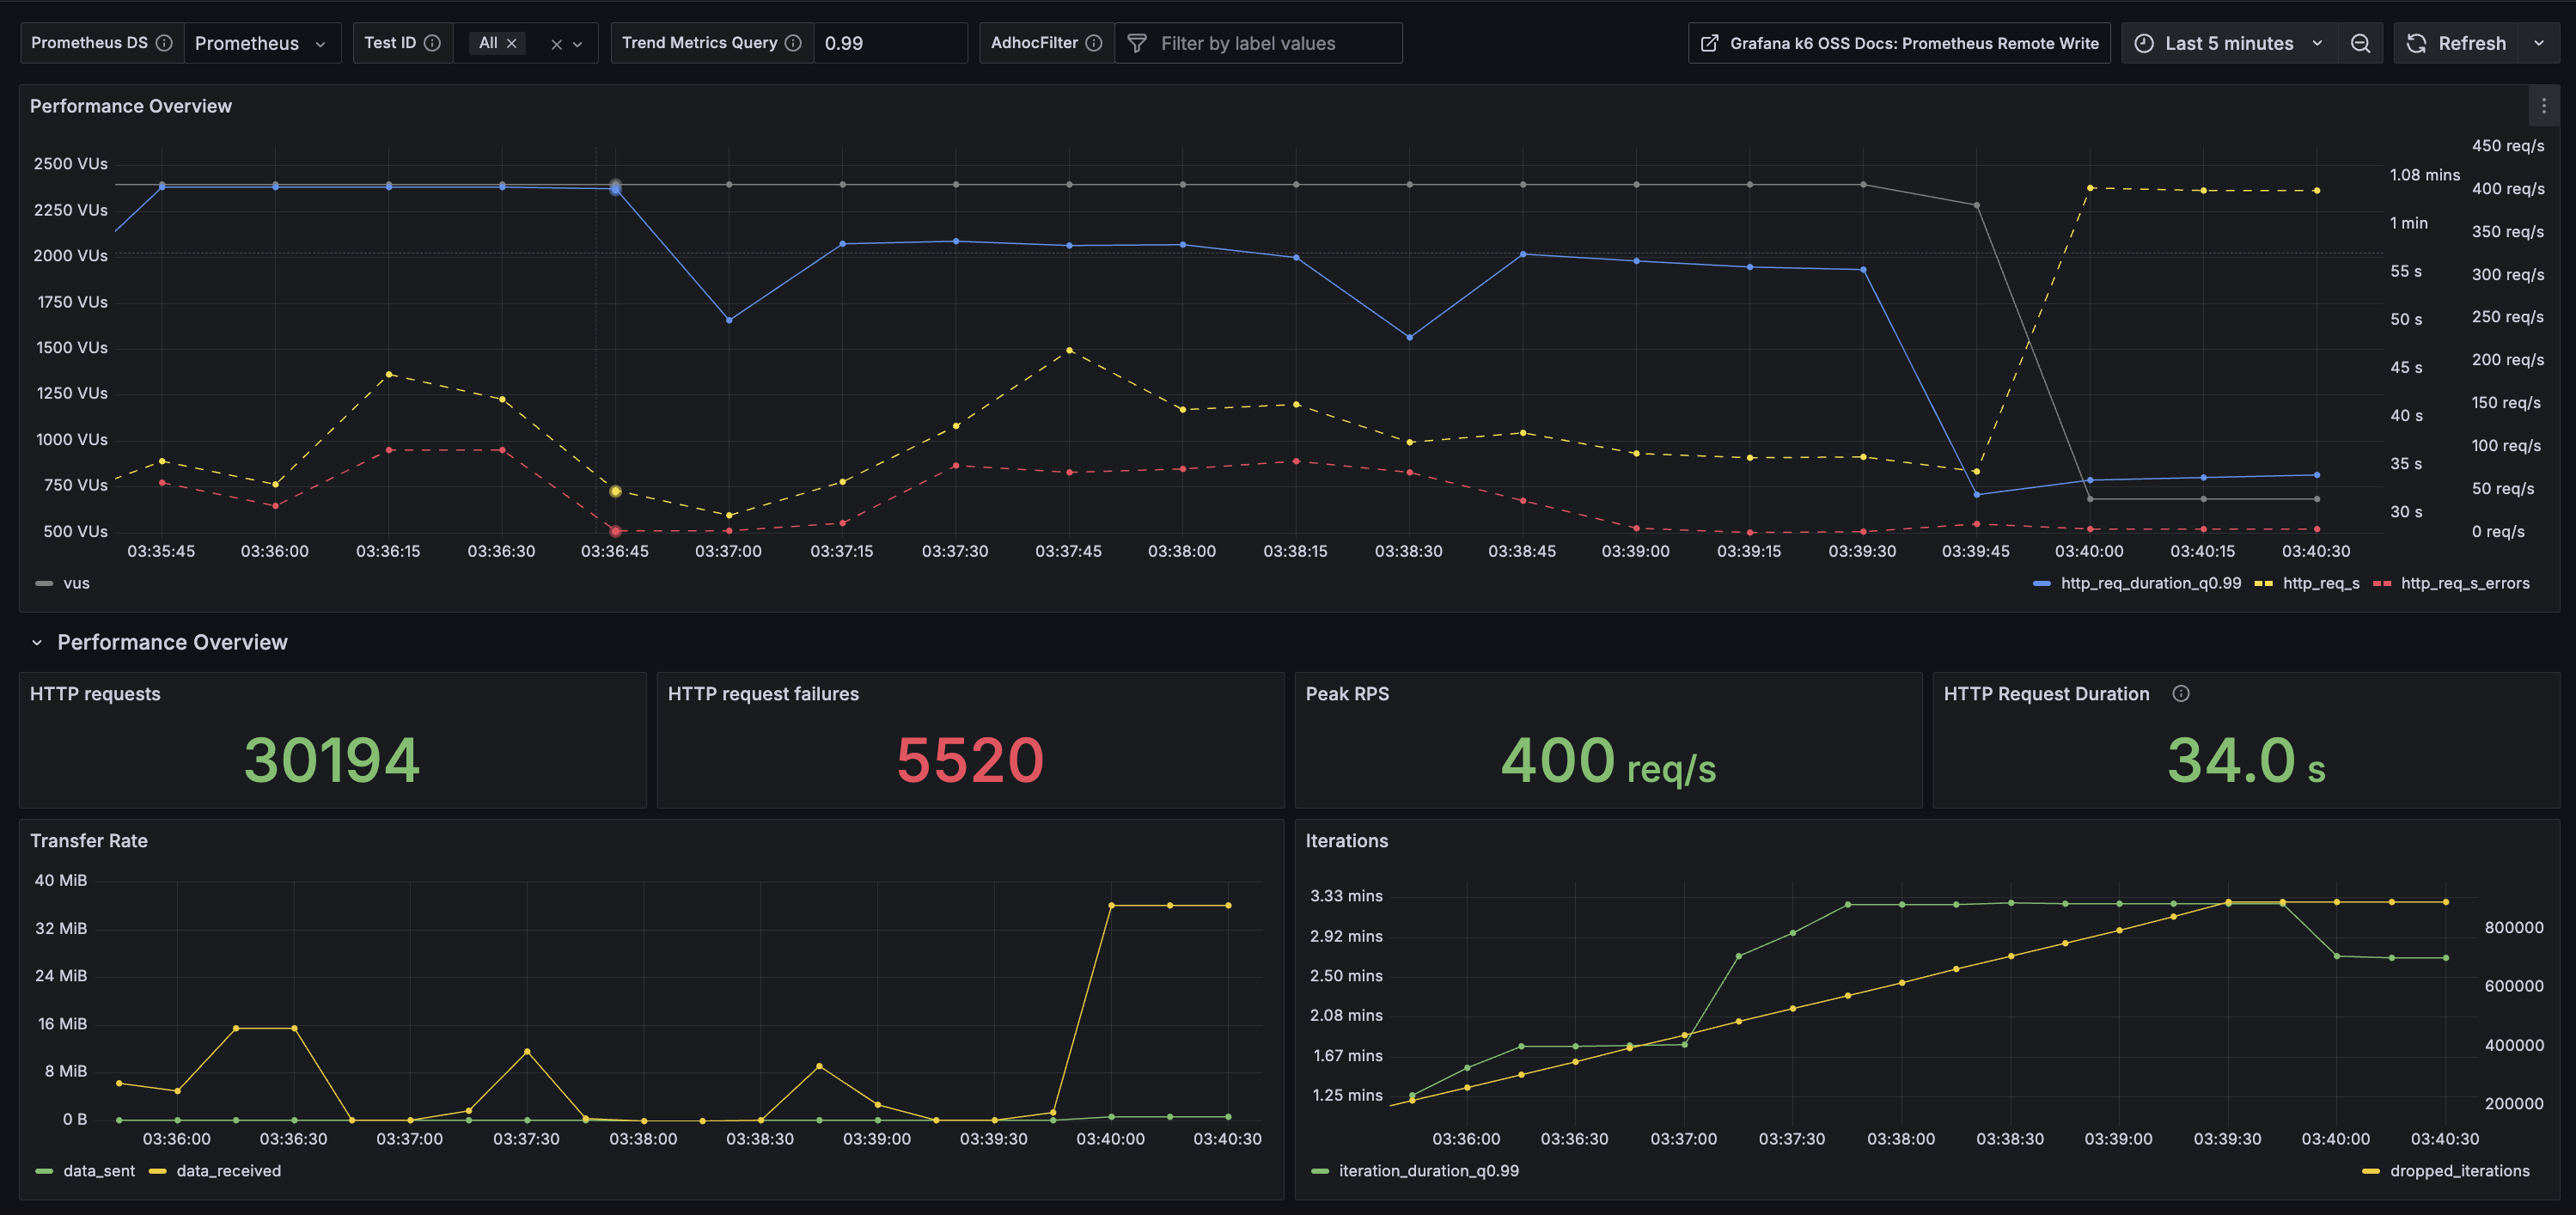 Prometheus DS Prometheus Test ID All Trend Metrics Query 0.99 AdhocFilter Filter by label values Grafana k6 OSS Docs: Prometheus Remote Write Last 5 minutes Refresh
Performance Overview
2500 VUs
2250 VUs
2000 VUs
1750 VUs
1500 VUs
1250 VUs
1000 VUs
750 VUs
500 VUs
1.08 mins
1 min
55 s
50 s
45 s
40 s
35 s
30 s
450 req/s
400 req/s
350 req/s
300 req/s
250 req/s
200 req/s
150 req/s
100 req/s
50 req/s
0 req/s
03:35:45 03:36:00 03:36:15 03:36:30 03:36:45 03:37:00 03:37:15 03:37:30 03:37:45 03:38:00 03:38:15 03:38:30 03:38:45 03:39:00 03:39:15 03:39:30 03:39:45 03:40:00 03:40:15 03:40:30
vus http_req_duration_q0.99 http_req_s http_req_s_errors
Performance Overview
HTTP requests
30194
HTTP request failures
5520
Peak RPS
400 req/s
HTTP Request Duration
34.0 s
Transfer Rate
40 MiB
32 MiB
24 MiB
16 MiB
8 MiB
0 B
03:36:00 03:36:30 03:37:00 03:37:30 03:38:00 03:38:30 03:39:00 03:39:30 03:40:00 03:40:30
data_sent data_received
Iterations
3.33 mins
2.92 mins
2.50 mins
2.08 mins
1.67 mins
1.25 mins
800000
600000
400000
200000
03:36:00 03:36:30 03:37:00 03:37:30 03:38:00 03:38:30 03:39:00 03:39:30 03:40:00 03:40:30
iteration_duration_q0.99 dropped_iterations